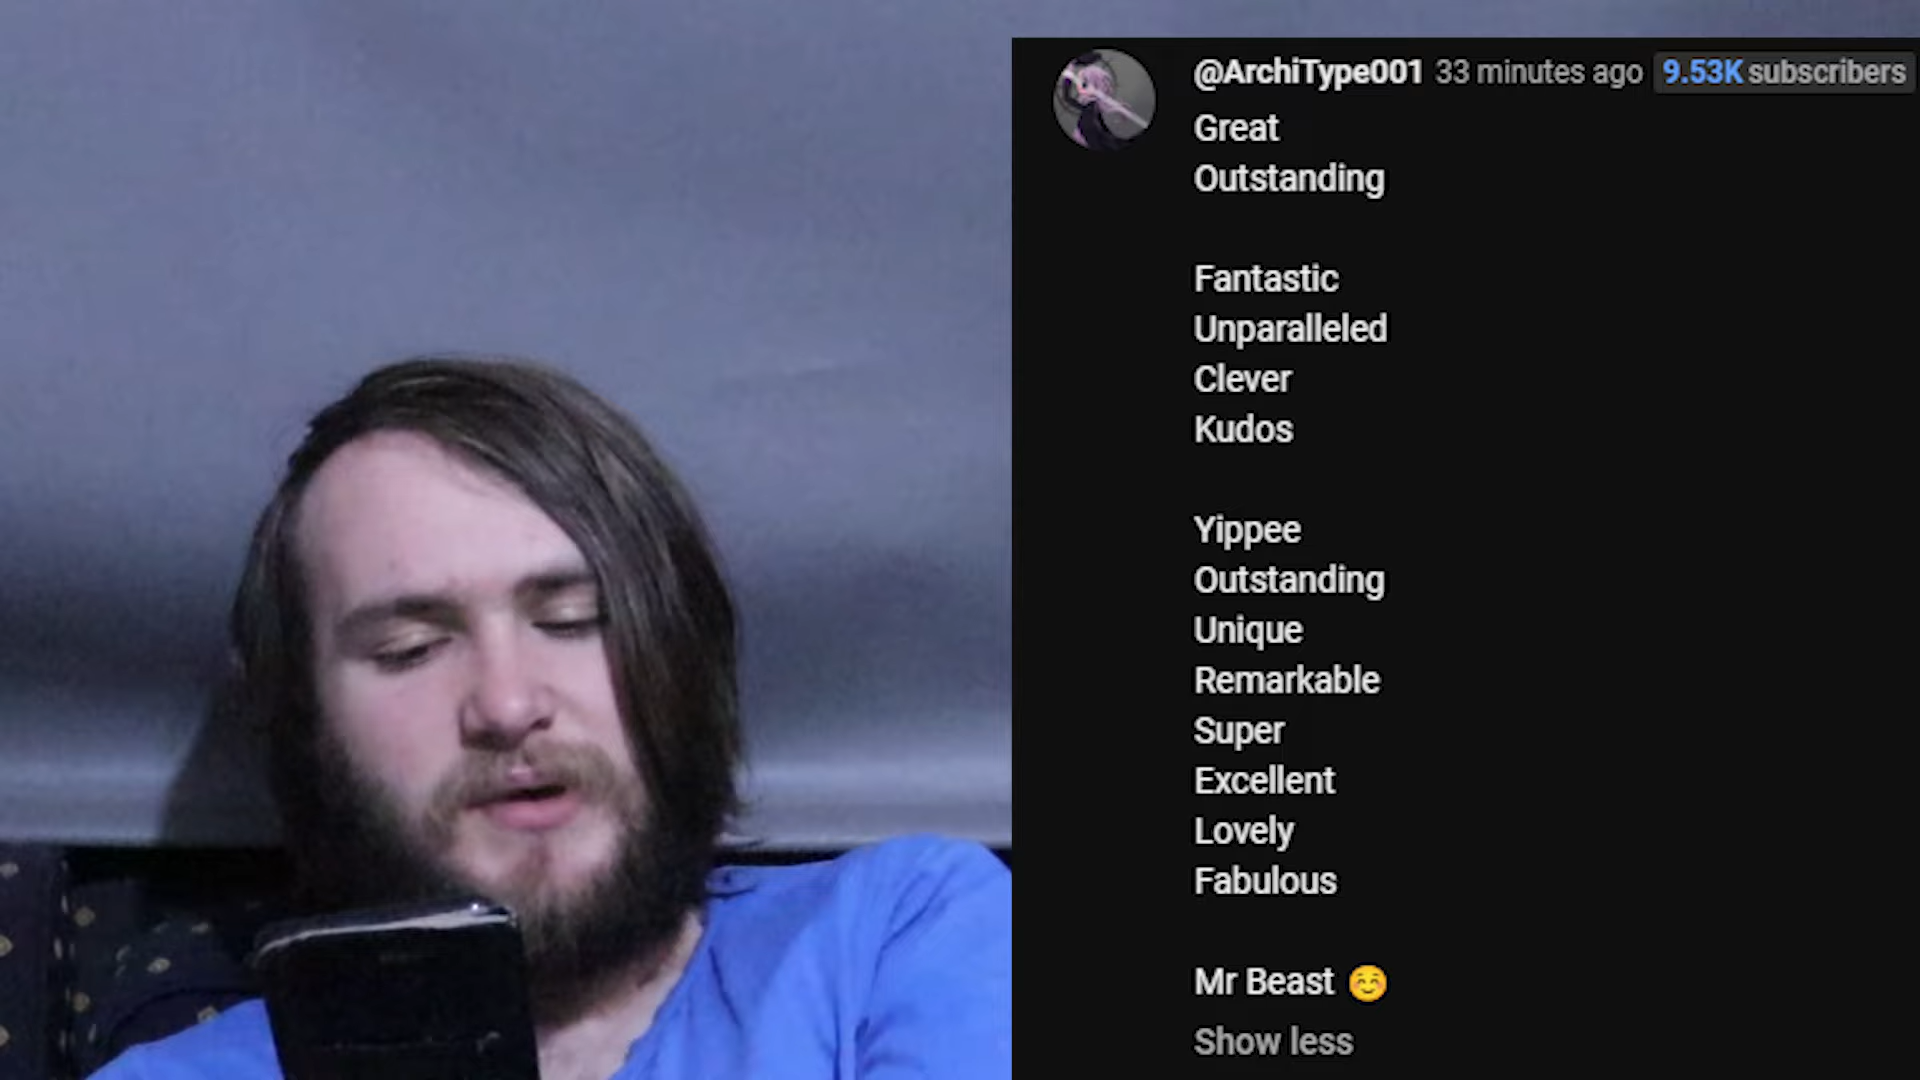 @ArchiType001 33 minutes ago 9.53K subscribers
Great
Outstanding
Fantastic
Unparalleled
Clever
Kudos
Yippee
Outstanding
Unique
Remarkable
Super
Excellent
Lovely
Fabulous
Mr Beast ☺️
Show less